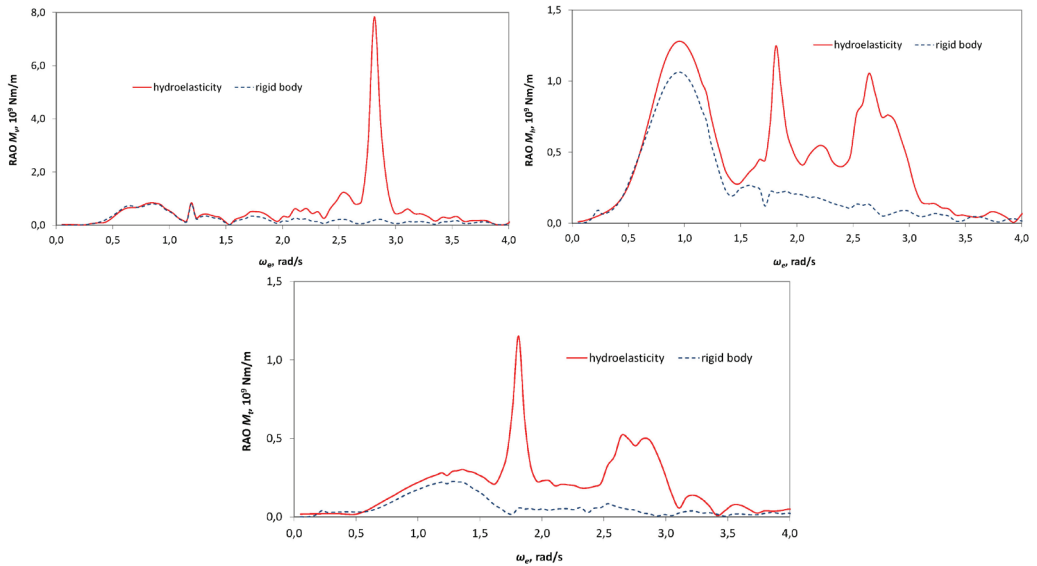 8,0
6,0
4,0
2,0
0,0
RAO Mᵥ, 10⁹ Nm/m
hydroelasticity
rigid body
0,0 0,5 1,0 1,5 2,0 2,5 3,0 3,5 4,0
ωₑ, rad/s
1,5
1,0
0,5
0,0
RAO Mₕ, 10⁹ Nm/m
hydroelasticity
rigid body
0,0 0,5 1,0 1,5 2,0 2,5 3,0 3,5 4,0
ωₑ, rad/s
1,5
1,0
0,5
0,0
RAO Mₜ, 10⁹ Nm/m
hydroelasticity
rigid body
0,0 0,5 1,0 1,5 2,0 2,5 3,0 3,5 4,0
ωₑ, rad/s